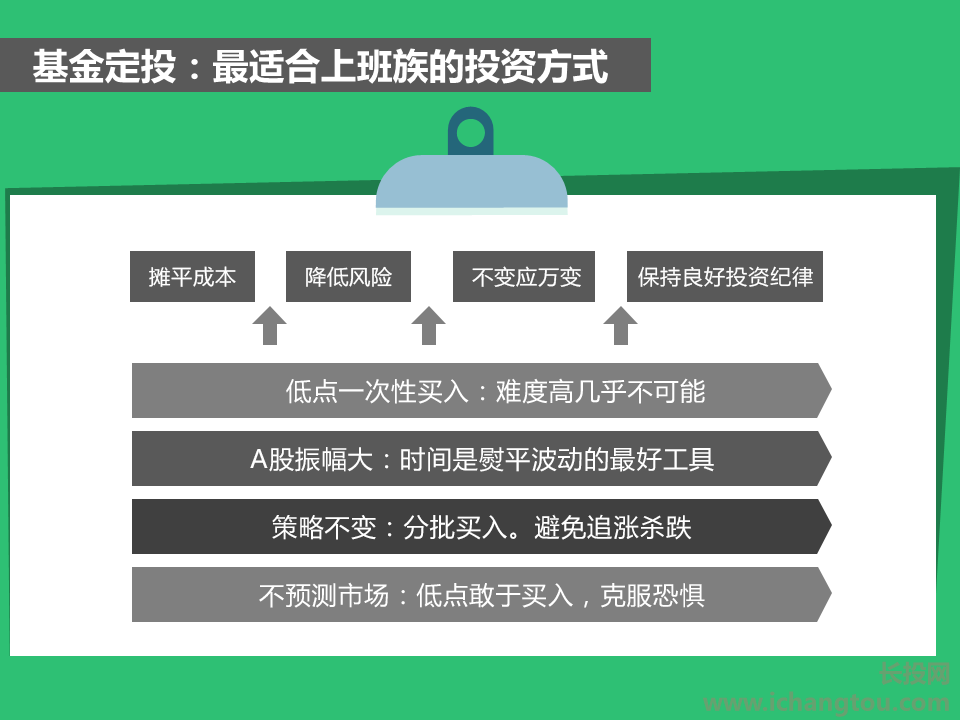 基金定投：最适合上班族的投资方式
摊平成本
降低风险
不变应万变
保持良好投资纪律
低点一次性买入：难度高几乎不可能
A股振幅大：时间是熨平波动的最好工具
策略不变：分批买入。避免追涨杀跌
不预测市场：低点敢于买入，克服恐惧
长投网
www.ichangtou.com